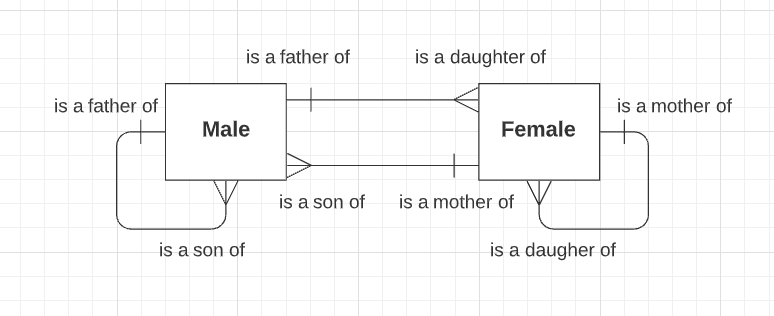 is a father of
is a daughter of
is a father of
is a mother of
Male
Female
is a son of
is a mother of
is a son of
is a daugher of